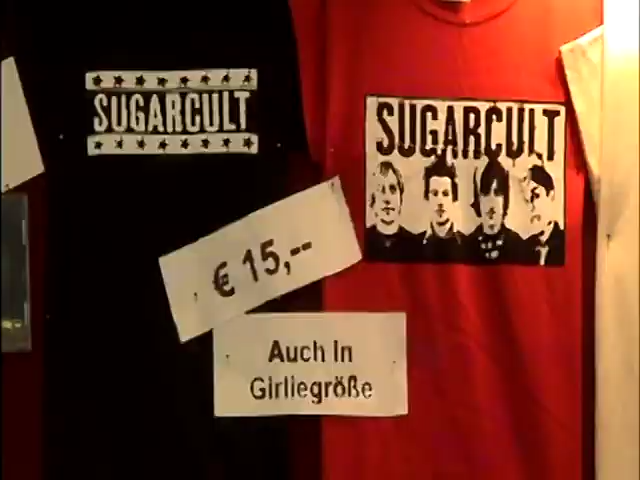 SUGARCULT
SUGARCULT
€ 15,--
Auch In
Girliegröße